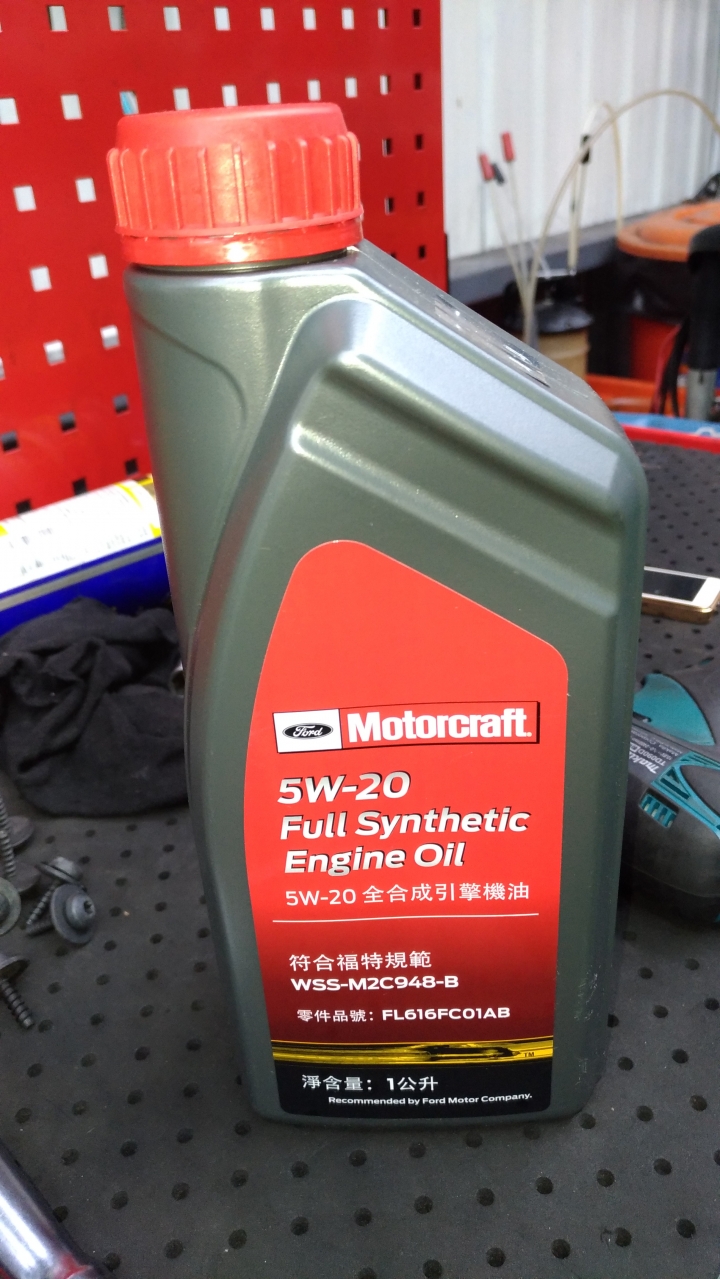 Ford Motorcraft®
5W-20
Full Synthetic
Engine Oil
5W-20 全合成引擎機油
符合福特規範
WSS-M2C948-B
零件品號：FL616FC01AB
TM
淨含量：1公升
Recommended by Ford Motor Company.
makita